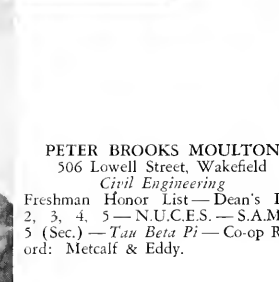 PETER BROOKS MOULTON
506 Lowell Street, Wakefield
Civil Engineering
Freshman Honor List — Dean's
2, 3, 4, 5 — N.U.C.E.S. — S.A.M
5 (Sec.) — Tau Beta Pi — Co-op R
ord: Metcalf & Eddy.